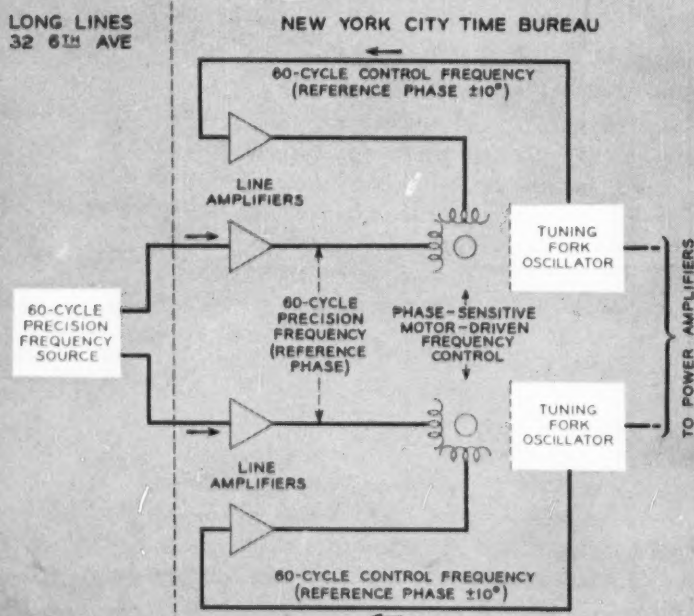 LONG LINES
32 6TH AVE
NEW YORK CITY TIME BUREAU
60-CYCLE CONTROL FREQUENCY
(REFERENCE PHASE ±10°)
LINE
AMPLIFIERS
TUNING
FORK
OSCILLATOR
60-CYCLE
PRECISION
FREQUENCY
SOURCE
60-CYCLE
PRECISION
FREQUENCY
(REFERENCE
PHASE)
PHASE-SENSITIVE
MOTOR-DRIVEN
FREQUENCY
CONTROL
TO POWER AMPLIFIERS
LINE
AMPLIFIERS
TUNING
FORK
OSCILLATOR
60-CYCLE CONTROL FREQUENCY
(REFERENCE PHASE ±10°)